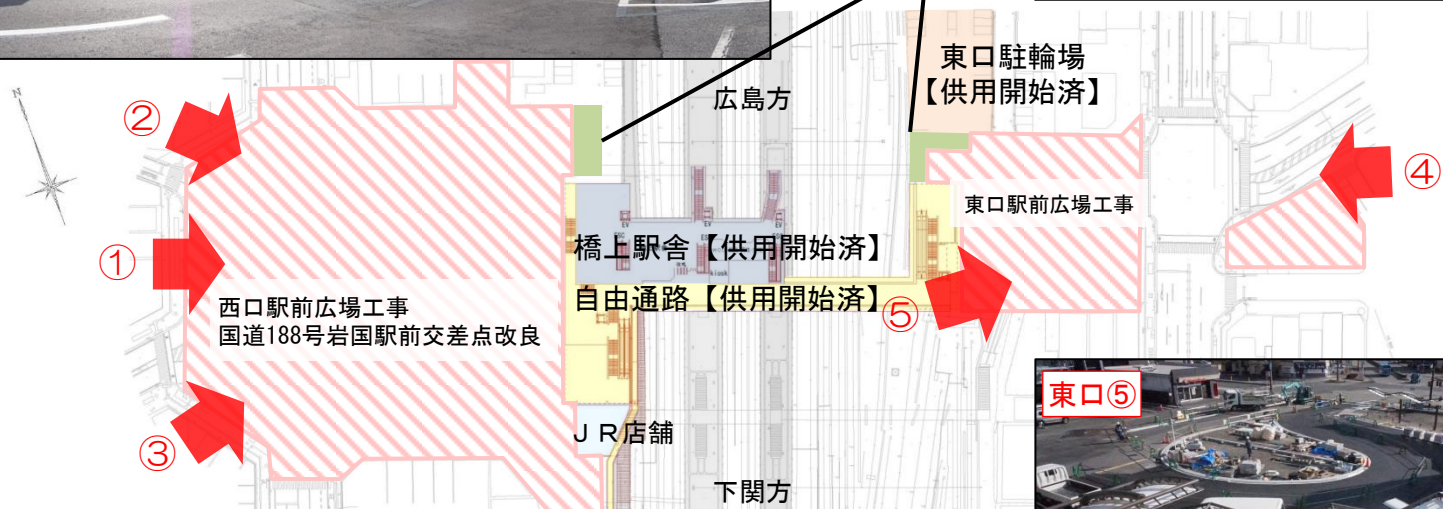 N
広島方
東口駐輪場
【供用開始済】
②
④
東口駅前広場工事
①
EV
EV
EV
橋上駅舎【供用開始済】
kiosk
自由通路【供用開始済】
⑤
西口駅前広場工事
国道188号岩国駅前交差点改良
東口⑤
③
ＪＲ店舗
下関方